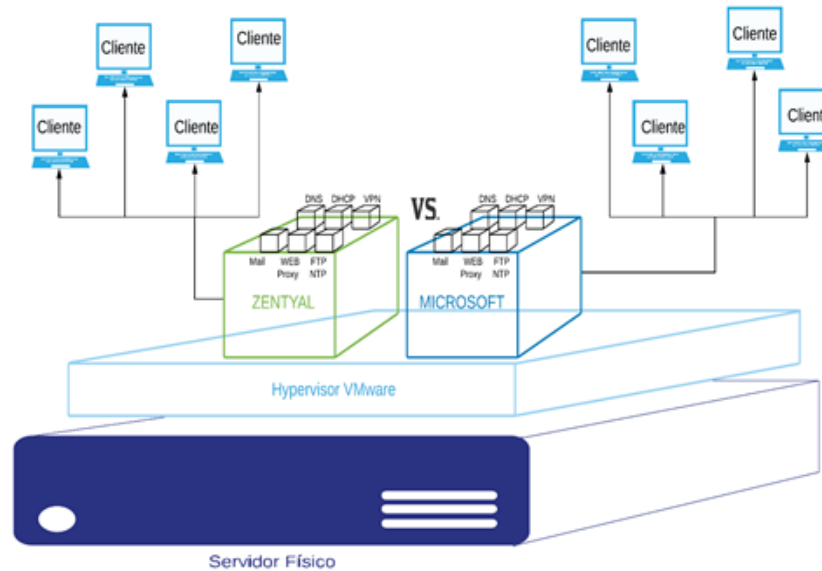 Cliente
Cliente
Cliente
Cliente
Cliente
Cliente
Cliente
Cliente
DNS DHCP VPN
VS.
DNS DHCP VPN
Mail WEB FTP
Proxy NTP
Mail WEB FTP
Proxy NTP
ZENTYAL
MICROSOFT
Hypervisor VMware
Servidor Físico